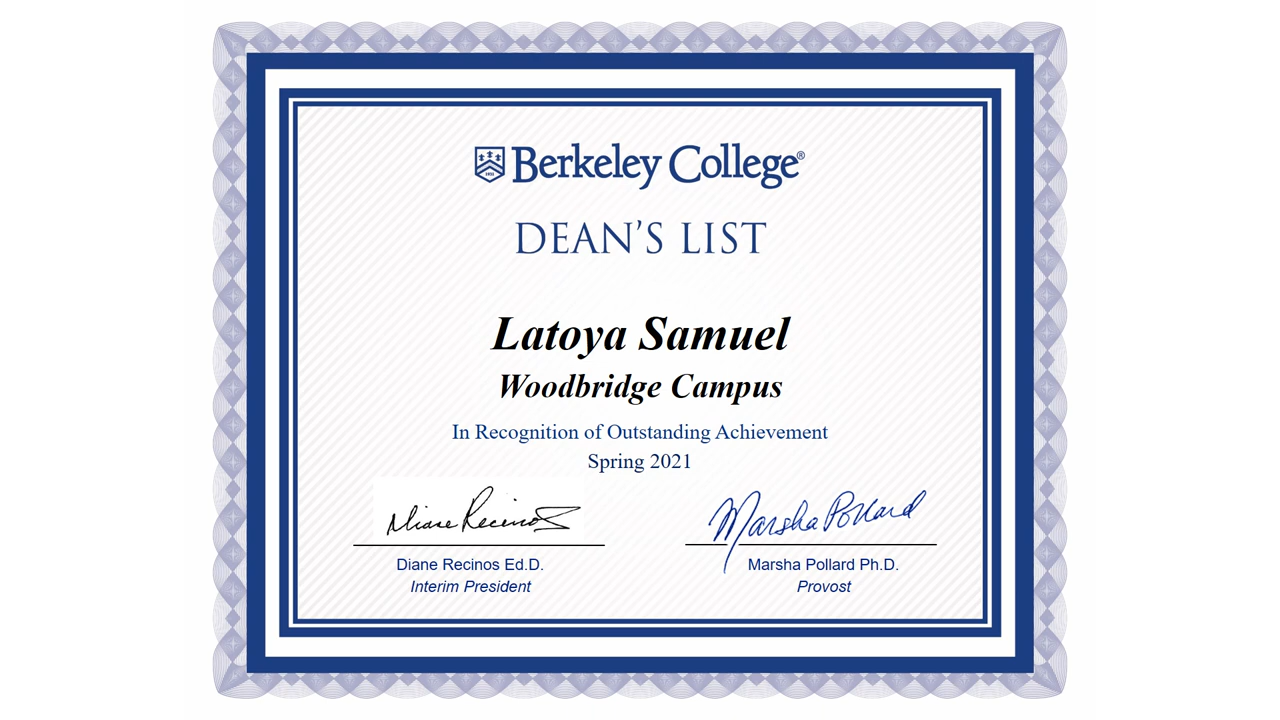 Berkeley College®
DEAN'S LIST
Latoya Samuel
Woodbridge Campus
In Recognition of Outstanding Achievement
Spring 2021
Diane Recinos
Marsha Pollard
Diane Recinos Ed.D.
Marsha Pollard Ph.D.
Interim President
Provost